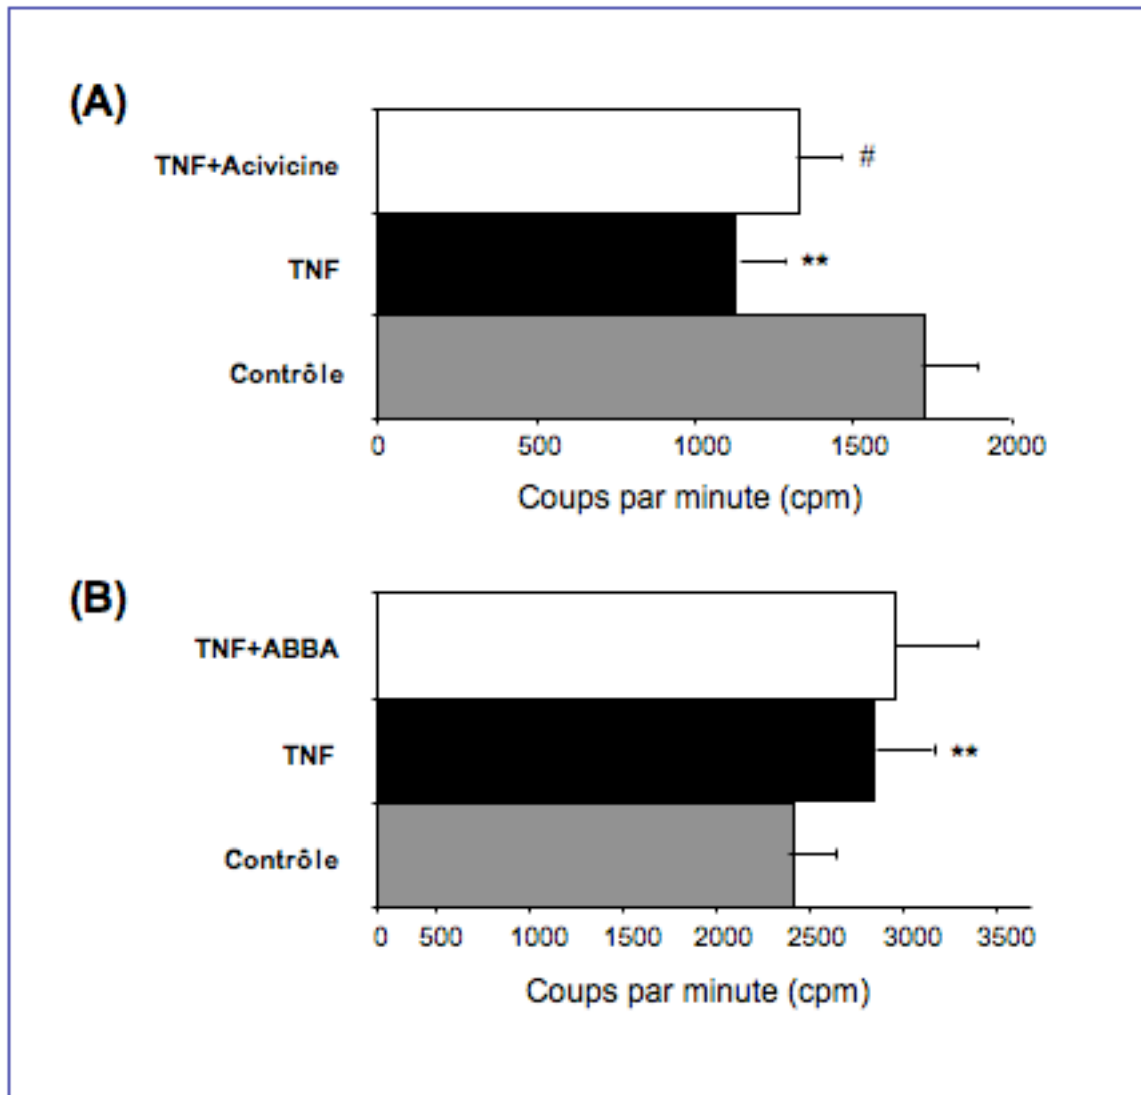 (A)
TNF+Acivicine
#
TNF
**
Contrôle
0 500 1000 1500 2000
Coups par minute (cpm)
(B)
TNF+ABBA
TNF
**
Contrôle
0 500 1000 1500 2000 2500 3000 3500
Coups par minute (cpm)